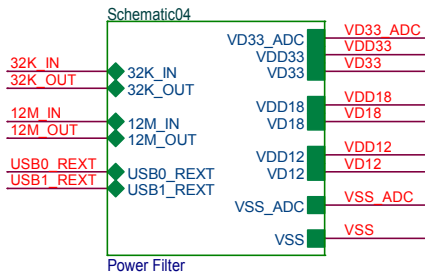 Schematic04
32K_IN
32K_OUT
12M_IN
12M_OUT
USB0_REXT
USB1_REXT
32K_IN
32K_OUT
12M_IN
12M_OUT
USB0_REXT
USB1_REXT
VD33_ADC
VDD33
VD33
VDD18
VD18
VDD12
VD12
VSS_ADC
VSS
VD33_ADC
VDD33
VD33
VDD18
VD18
VDD12
VD12
VSS_ADC
VSS
Power Filter